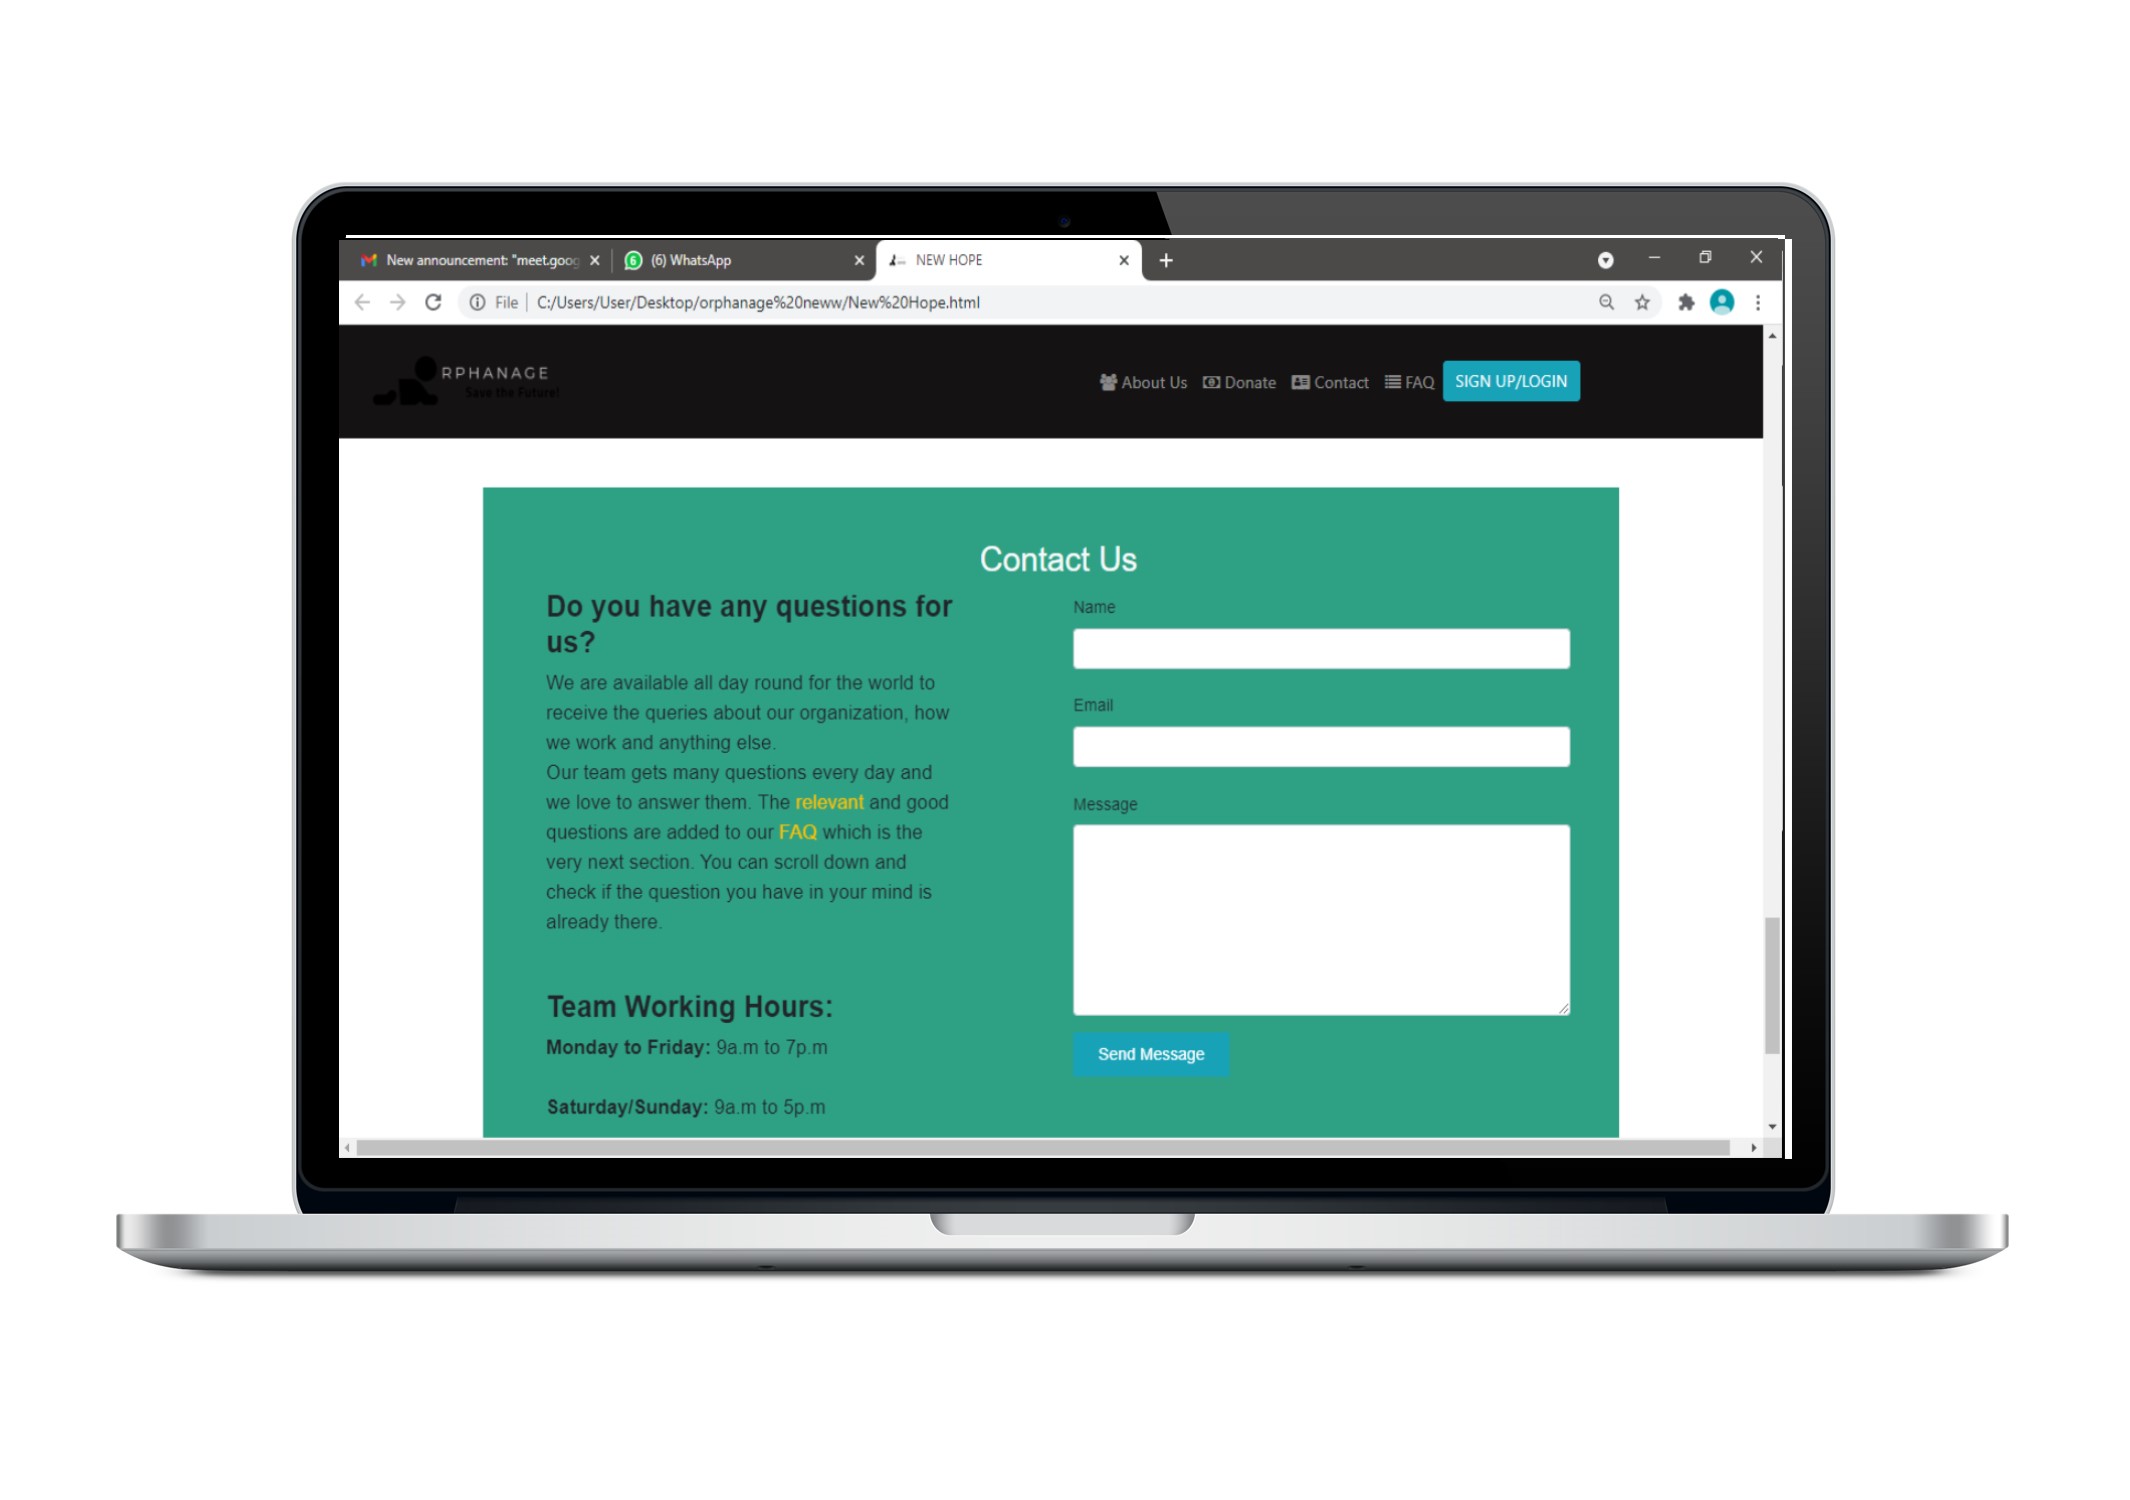 New announcement: "meet.goog
6 (6) WhatsApp
NEW HOPE
File | C:/Users/User/Desktop/orphanage%20neww/New%20Hope.html
RPHANAGE
Save the Future!
About Us Donate Contact FAQ SIGN UP/LOGIN
Contact Us
Do you have any questions for
us?
We are available all day round for the world to
receive the queries about our organization, how
we work and anything else.
Our team gets many questions every day and
we love to answer them. The relevant and good
questions are added to our FAQ which is the
very next section. You can scroll down and
check if the question you have in your mind is
already there.
Team Working Hours:
Monday to Friday: 9a.m to 7p.m
Saturday/Sunday: 9a.m to 5p.m
Name
Email
Message
Send Message